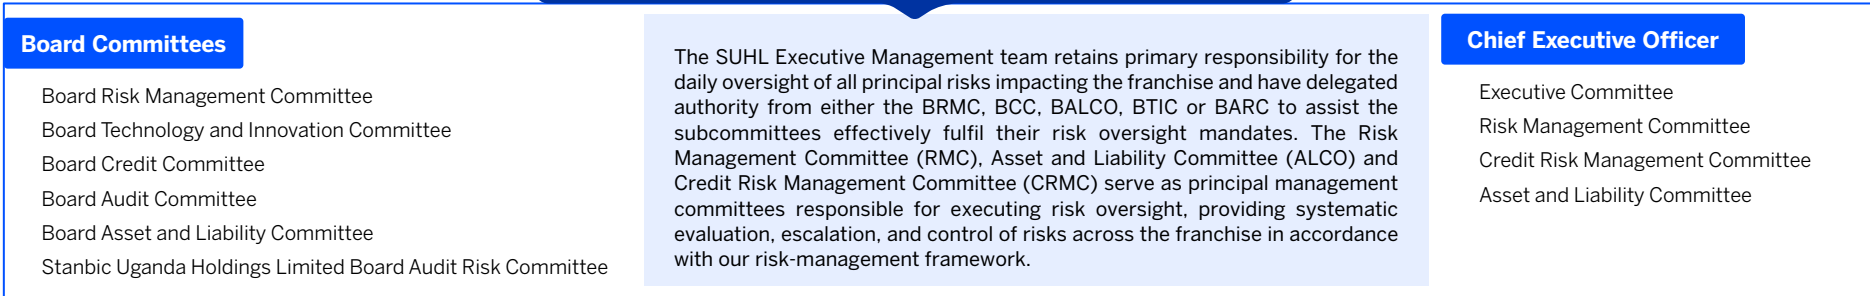 Board Committees
Board Risk Management Committee
Board Technology and Innovation Committee
Board Credit Committee
Board Audit Committee
Board Asset and Liability Committee
Stanbic Uganda Holdings Limited Board Audit Risk Committee
The SUHL Executive Management team retains primary responsibility for the
daily oversight of all principal risks impacting the franchise and have delegated
authority from either the BRMC, BCC, BALCO, BTIC or BARC to assist the
subcommittees effectively fulfil their risk oversight mandates. The Risk
Management Committee (RMC), Asset and Liability Committee (ALCO) and
Credit Risk Management Committee (CRMC) serve as principal management
committees responsible for executing risk oversight, providing systematic
evaluation, escalation, and control of risks across the franchise in accordance
with our risk-management framework.
Chief Executive Officer
Executive Committee
Risk Management Committee
Credit Risk Management Committee
Asset and Liability Committee